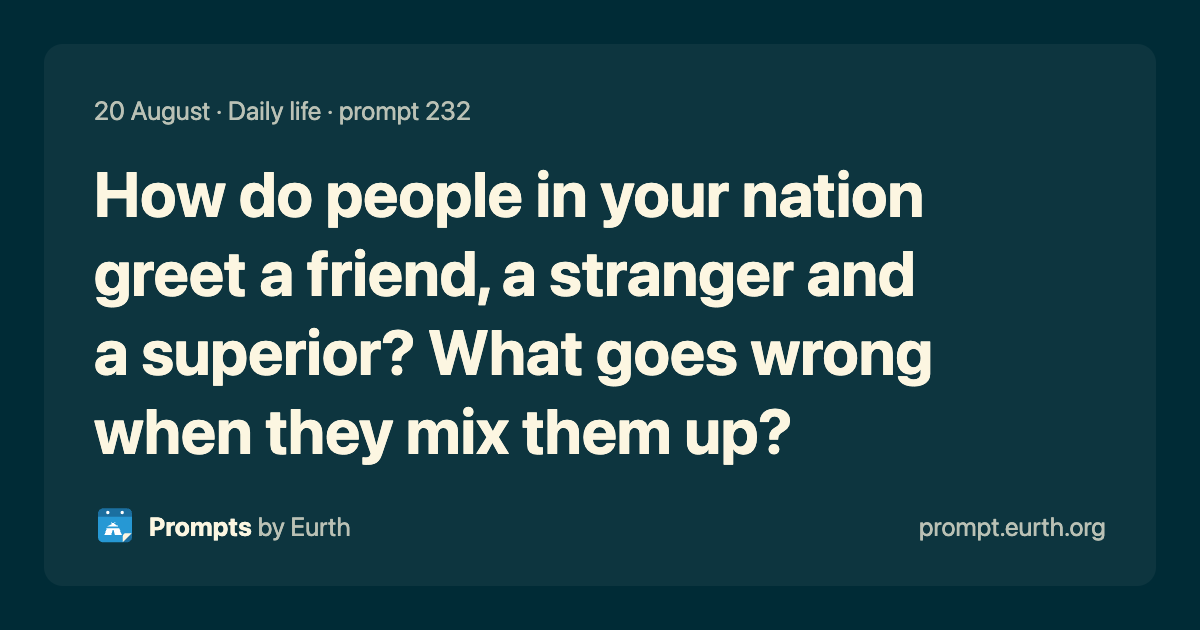 20 August · Daily life · prompt 232
How do people in your nation
greet a friend, a stranger and
a superior? What goes wrong
when they mix them up?
Prompts by Eurth
prompt.eurth.org